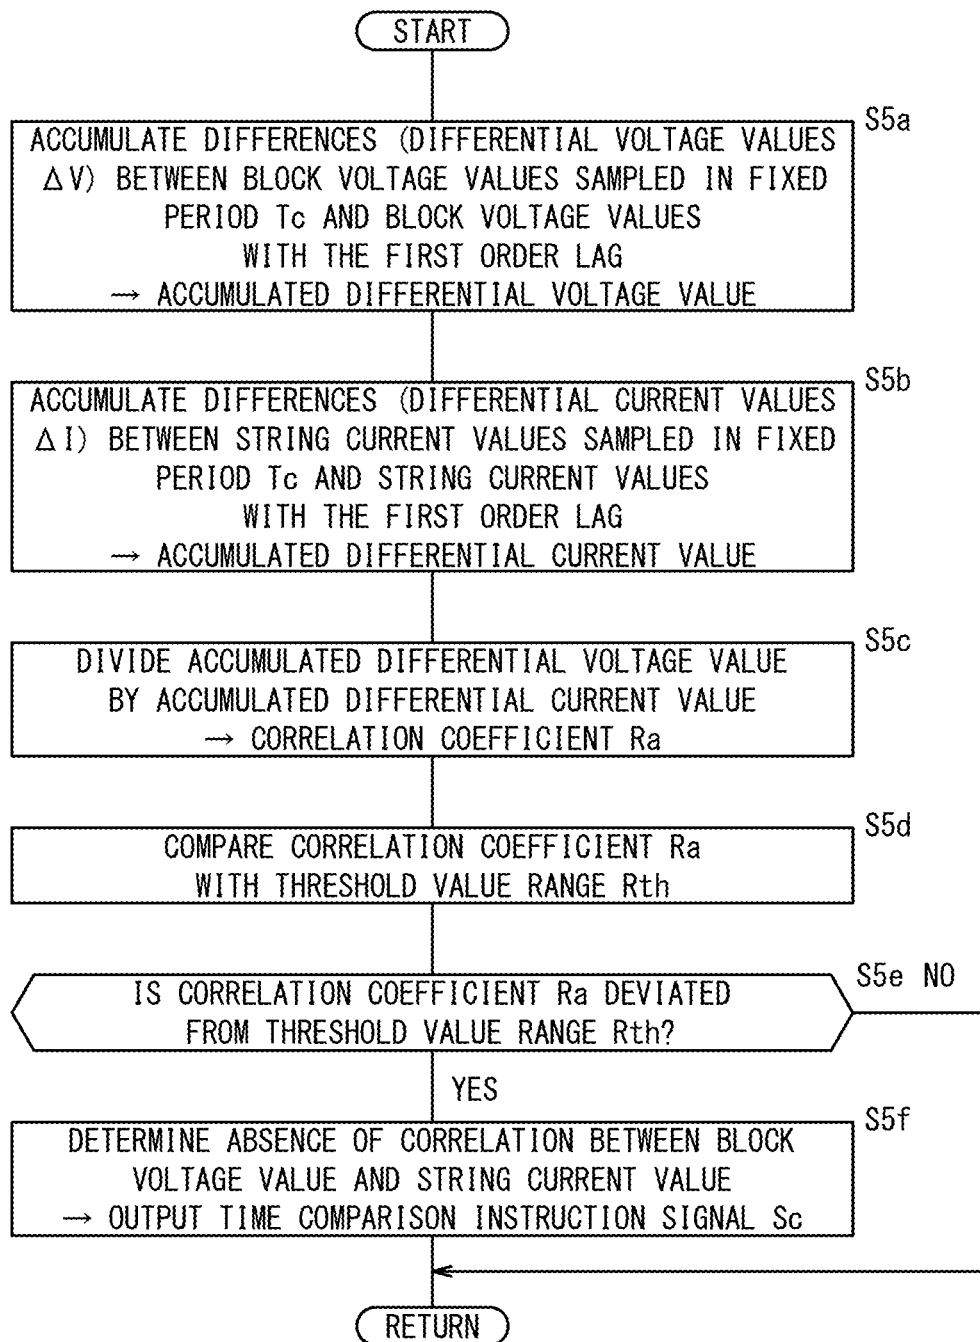 START
S5a
ACCUMULATE DIFFERENCES (DIFFERENTIAL VOLTAGE VALUES
ΔV) BETWEEN BLOCK VOLTAGE VALUES SAMPLED IN FIXED
PERIOD Tc AND BLOCK VOLTAGE VALUES
WITH THE FIRST ORDER LAG
→ ACCUMULATED DIFFERENTIAL VOLTAGE VALUE
S5b
ACCUMULATE DIFFERENCES (DIFFERENTIAL CURRENT VALUES
ΔI) BETWEEN STRING CURRENT VALUES SAMPLED IN FIXED
PERIOD Tc AND STRING CURRENT VALUES
WITH THE FIRST ORDER LAG
→ ACCUMULATED DIFFERENTIAL CURRENT VALUE
S5c
DIVIDE ACCUMULATED DIFFERENTIAL VOLTAGE VALUE
BY ACCUMULATED DIFFERENTIAL CURRENT VALUE
→ CORRELATION COEFFICIENT Ra
S5d
COMPARE CORRELATION COEFFICIENT Ra
WITH THRESHOLD VALUE RANGE Rth
S5e NO
IS CORRELATION COEFFICIENT Ra DEVIATED
FROM THRESHOLD VALUE RANGE Rth?
YES
S5f
DETERMINE ABSENCE OF CORRELATION BETWEEN BLOCK
VOLTAGE VALUE AND STRING CURRENT VALUE
→ OUTPUT TIME COMPARISON INSTRUCTION SIGNAL Sc
RETURN